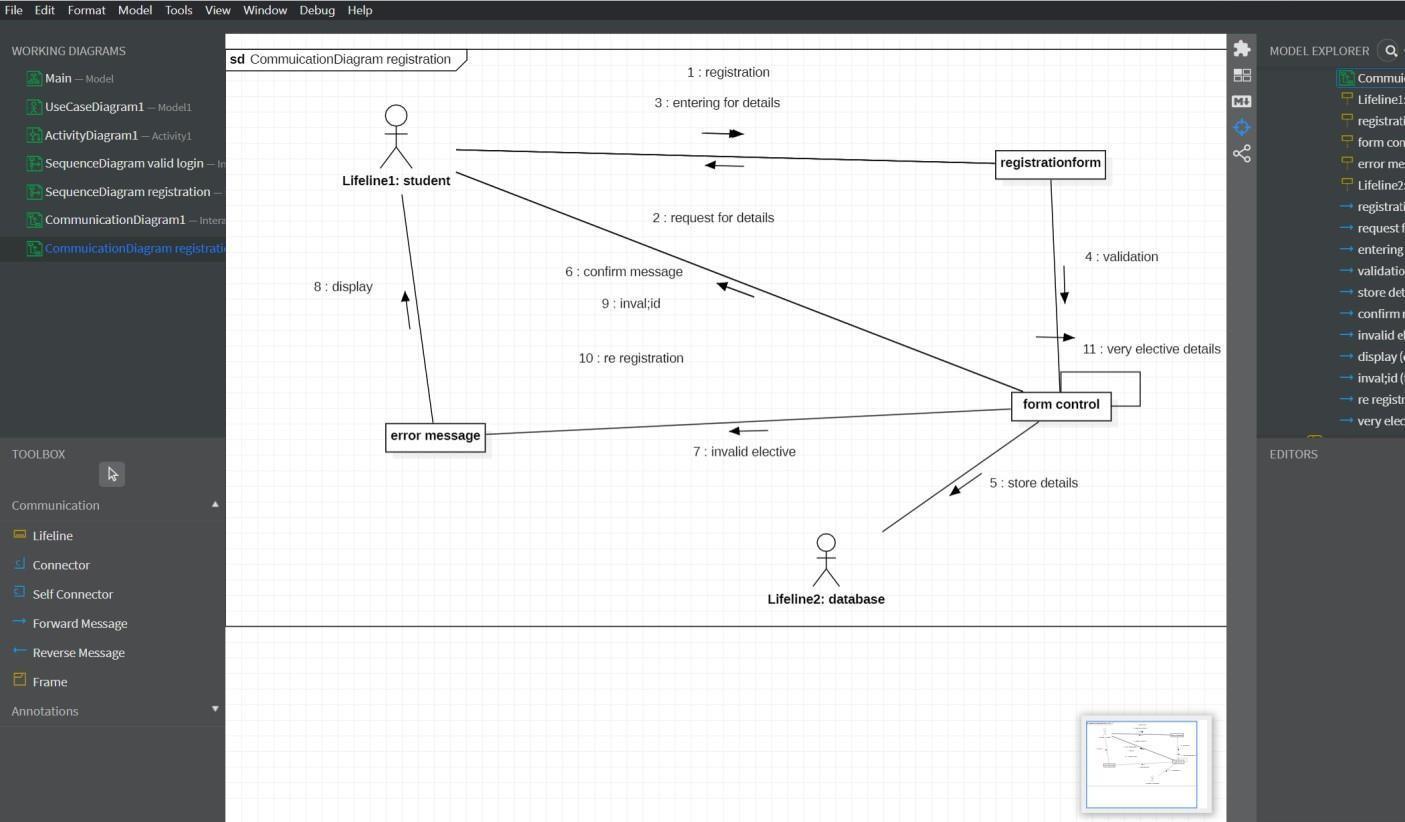 File Edit Format Model Tools View Window Debug Help
WORKING DIAGRAMS
Main — Model
UseCaseDiagram1 — Model1
ActivityDiagram1 — Activity1
SequenceDiagram valid login — In
SequenceDiagram registration —
CommunicationDiagram1 — Intera
CommuicationDiagram registrati
TOOLBOX
Communication
Lifeline
Connector
Self Connector
Forward Message
Reverse Message
Frame
Annotations
sd CommuicationDiagram registration
1 : registration
3 : entering for details
Lifeline1: student
registrationform
2 : request for details
4 : validation
6 : confirm message
8 : display
9 : inval;id
11 : very elective details
10 : re registration
form control
error message
7 : invalid elective
5 : store details
Lifeline2: database
MODEL EXPLORER
Commui
Lifeline1:
registrati
form con
error me
Lifeline2:
registrati
request f
entering
validatio
store det
confirm r
invalid el
display (
inval;id (
re registr
very elec
EDITORS